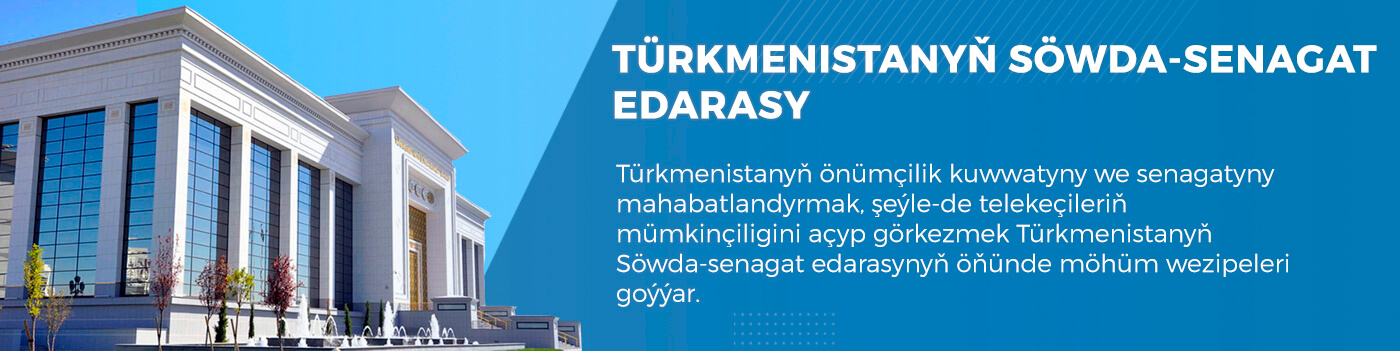 TÜRKMENISTANYŇ SÖWDA-SENAGAT
EDARASY
Türkmenistanyň önümçilik kuwwatyny we senagatyny
mahabatlandyrmak, şeýle-de telekeçileriň
mümkinçiligini açyp görkezmek Türkmenistanyň
Söwda-senagat edarasynyň öňünde möhüm wezipeleri
goýýar.